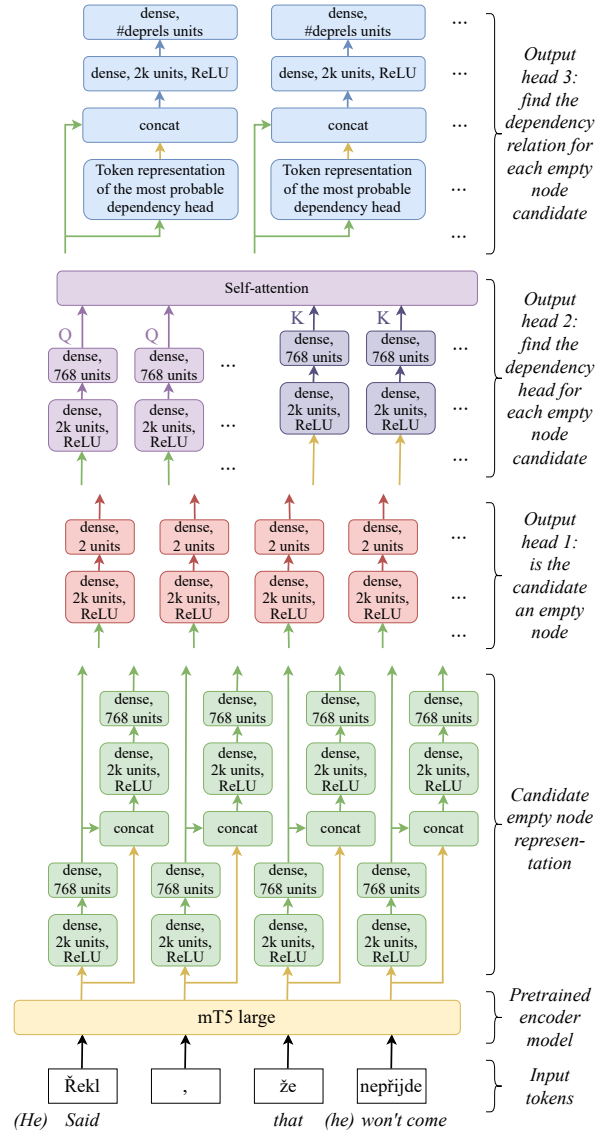 dense,
#deprels units
dense,
#deprels units
...
dense, 2k units, ReLU
dense, 2k units, ReLU
...
concat
concat
...
Token representation
of the most probable
dependency head
Token representation
of the most probable
dependency head
...
...
Output
head 3:
find the
dependency
relation for
each empty
node
candidate
Self-attention
Q
Q
K
K
dense,
768 units
dense,
768 units
...
dense,
768 units
dense,
768 units
...
dense,
2k units,
ReLU
dense,
2k units,
ReLU
...
dense,
2k units,
ReLU
dense,
2k units,
ReLU
...
...
...
Output
head 2:
find the
dependency
head for
each empty
node
candidate
dense,
2 units
dense,
2 units
dense,
2 units
dense,
2 units
...
dense,
2k units,
ReLU
dense,
2k units,
ReLU
dense,
2k units,
ReLU
dense,
2k units,
ReLU
...
...
Output
head 1:
is the
candidate
an empty
node
dense,
768 units
dense,
768 units
dense,
768 units
dense,
768 units
dense,
2k units,
ReLU
dense,
2k units,
ReLU
dense,
2k units,
ReLU
dense,
2k units,
ReLU
concat
concat
concat
concat
dense,
768 units
dense,
768 units
dense,
768 units
dense,
768 units
dense,
2k units,
ReLU
dense,
2k units,
ReLU
dense,
2k units,
ReLU
dense,
2k units,
ReLU
Candidate
empty node
represen-
tation
mT5 large
Pretrained
encoder
model
Řekl
,
že
nepřijde
(He) Said that (he) won't come
Input
tokens